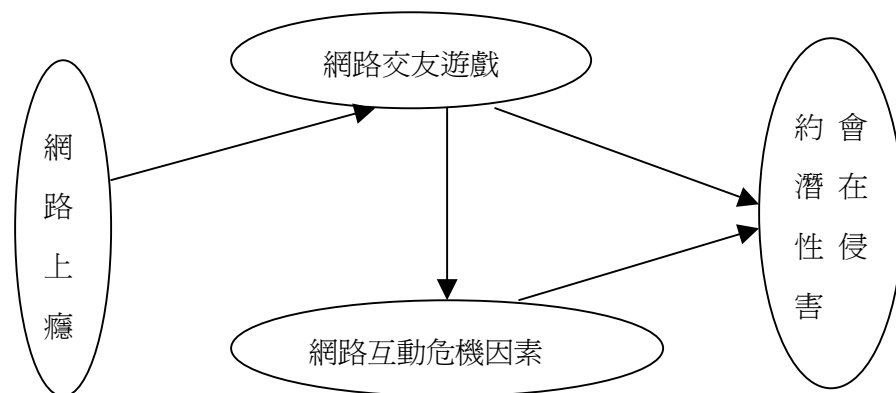 網路交友遊戲
網路上癮
約會
潛在
性侵
害
網路互動危機因素